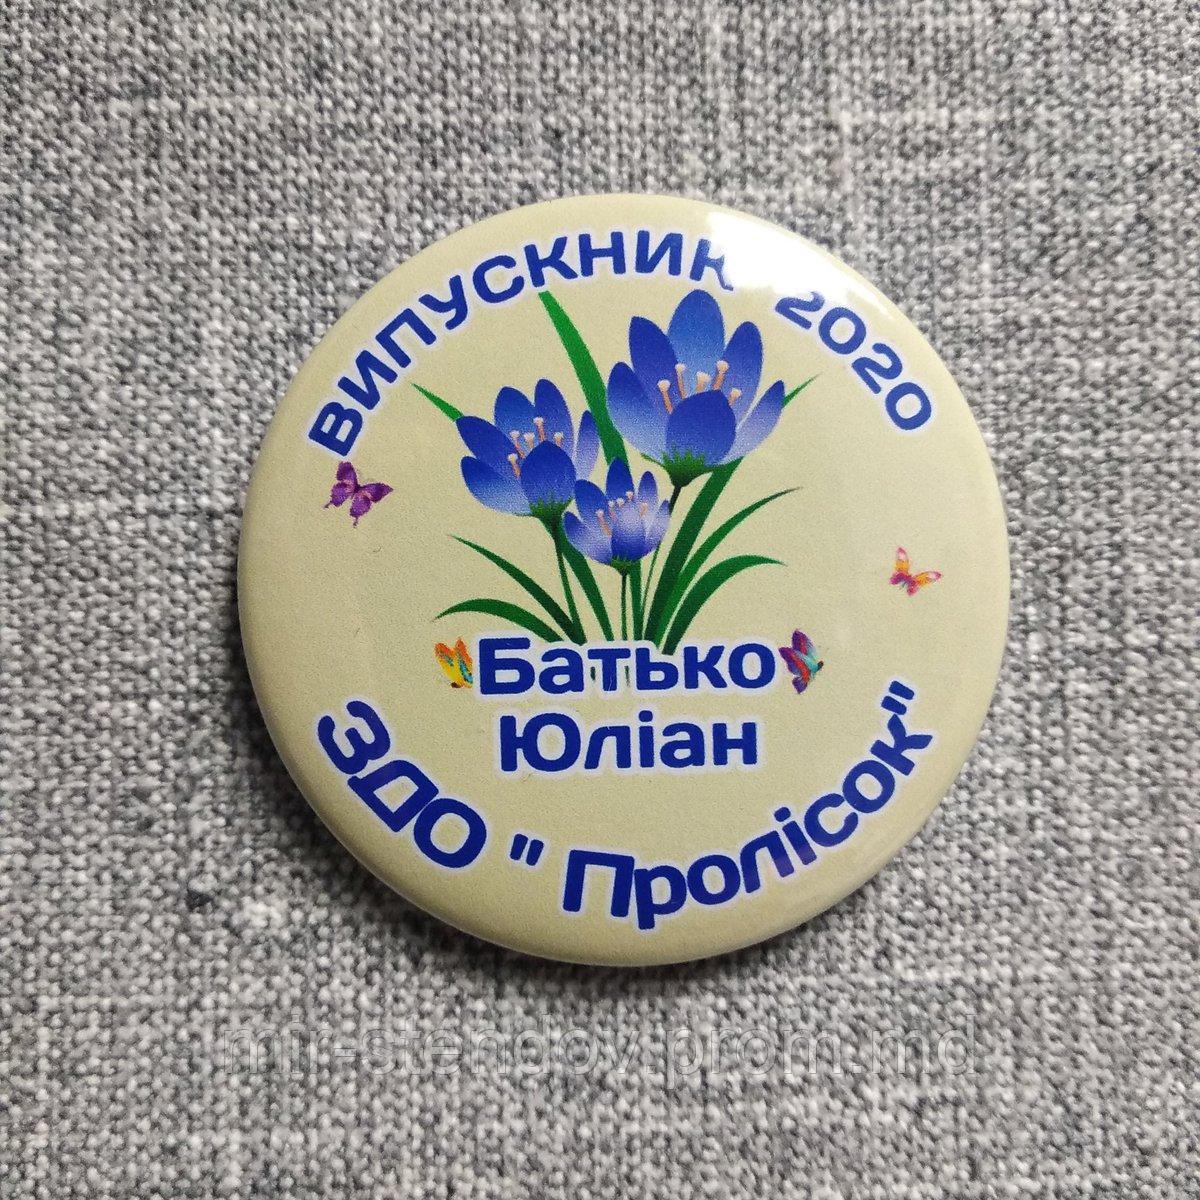 ВИПУСКНИК 2020
Батько
Юліан
ЗДО " Пролісок"
mir-stendov.prom.md